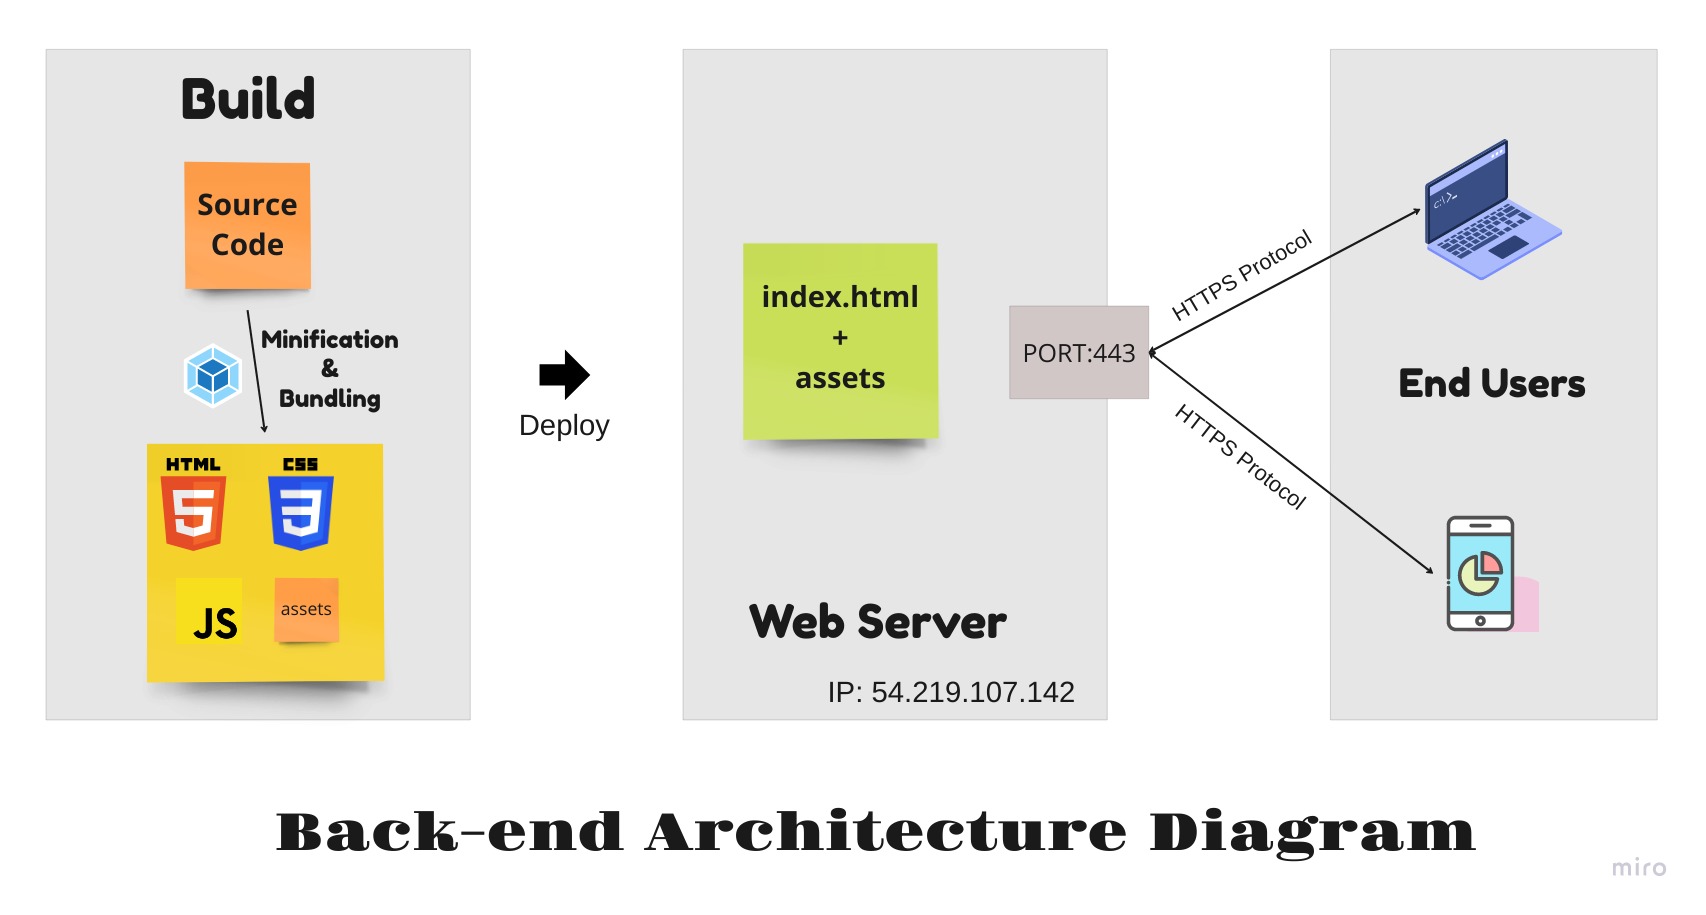 Build
Source
Code
Minification
&
Bundling
HTML
CSS
5
3
JS
assets
Deploy
index.html
+
assets
PORT:443
Web Server
IP: 54.219.107.142
HTTPS Protocol
HTTPS Protocol
c:\>_
End Users
Back-end Architecture Diagram
miro